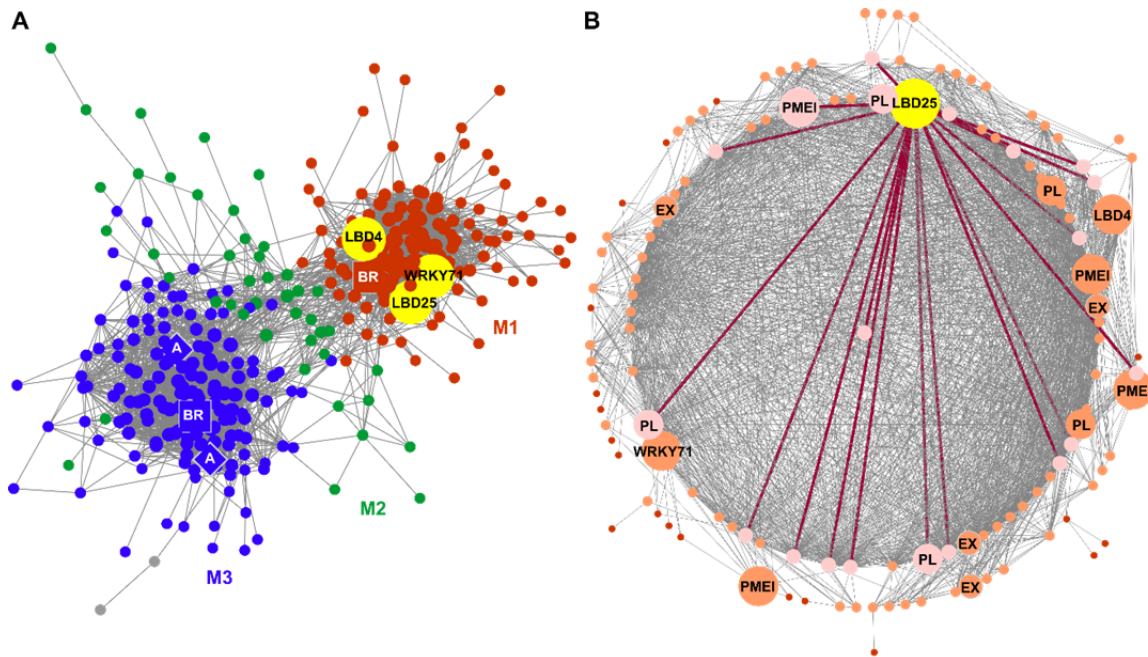 A
LBD4
BR
WRKY71
LBD25
M1
A
BR
A
M2
M3
B
PMEI
PL
LBD25
PL
EX
LBD4
PMEI
EX
PME
PL
PL
WRKY71
EX
PL
PMEI
EX